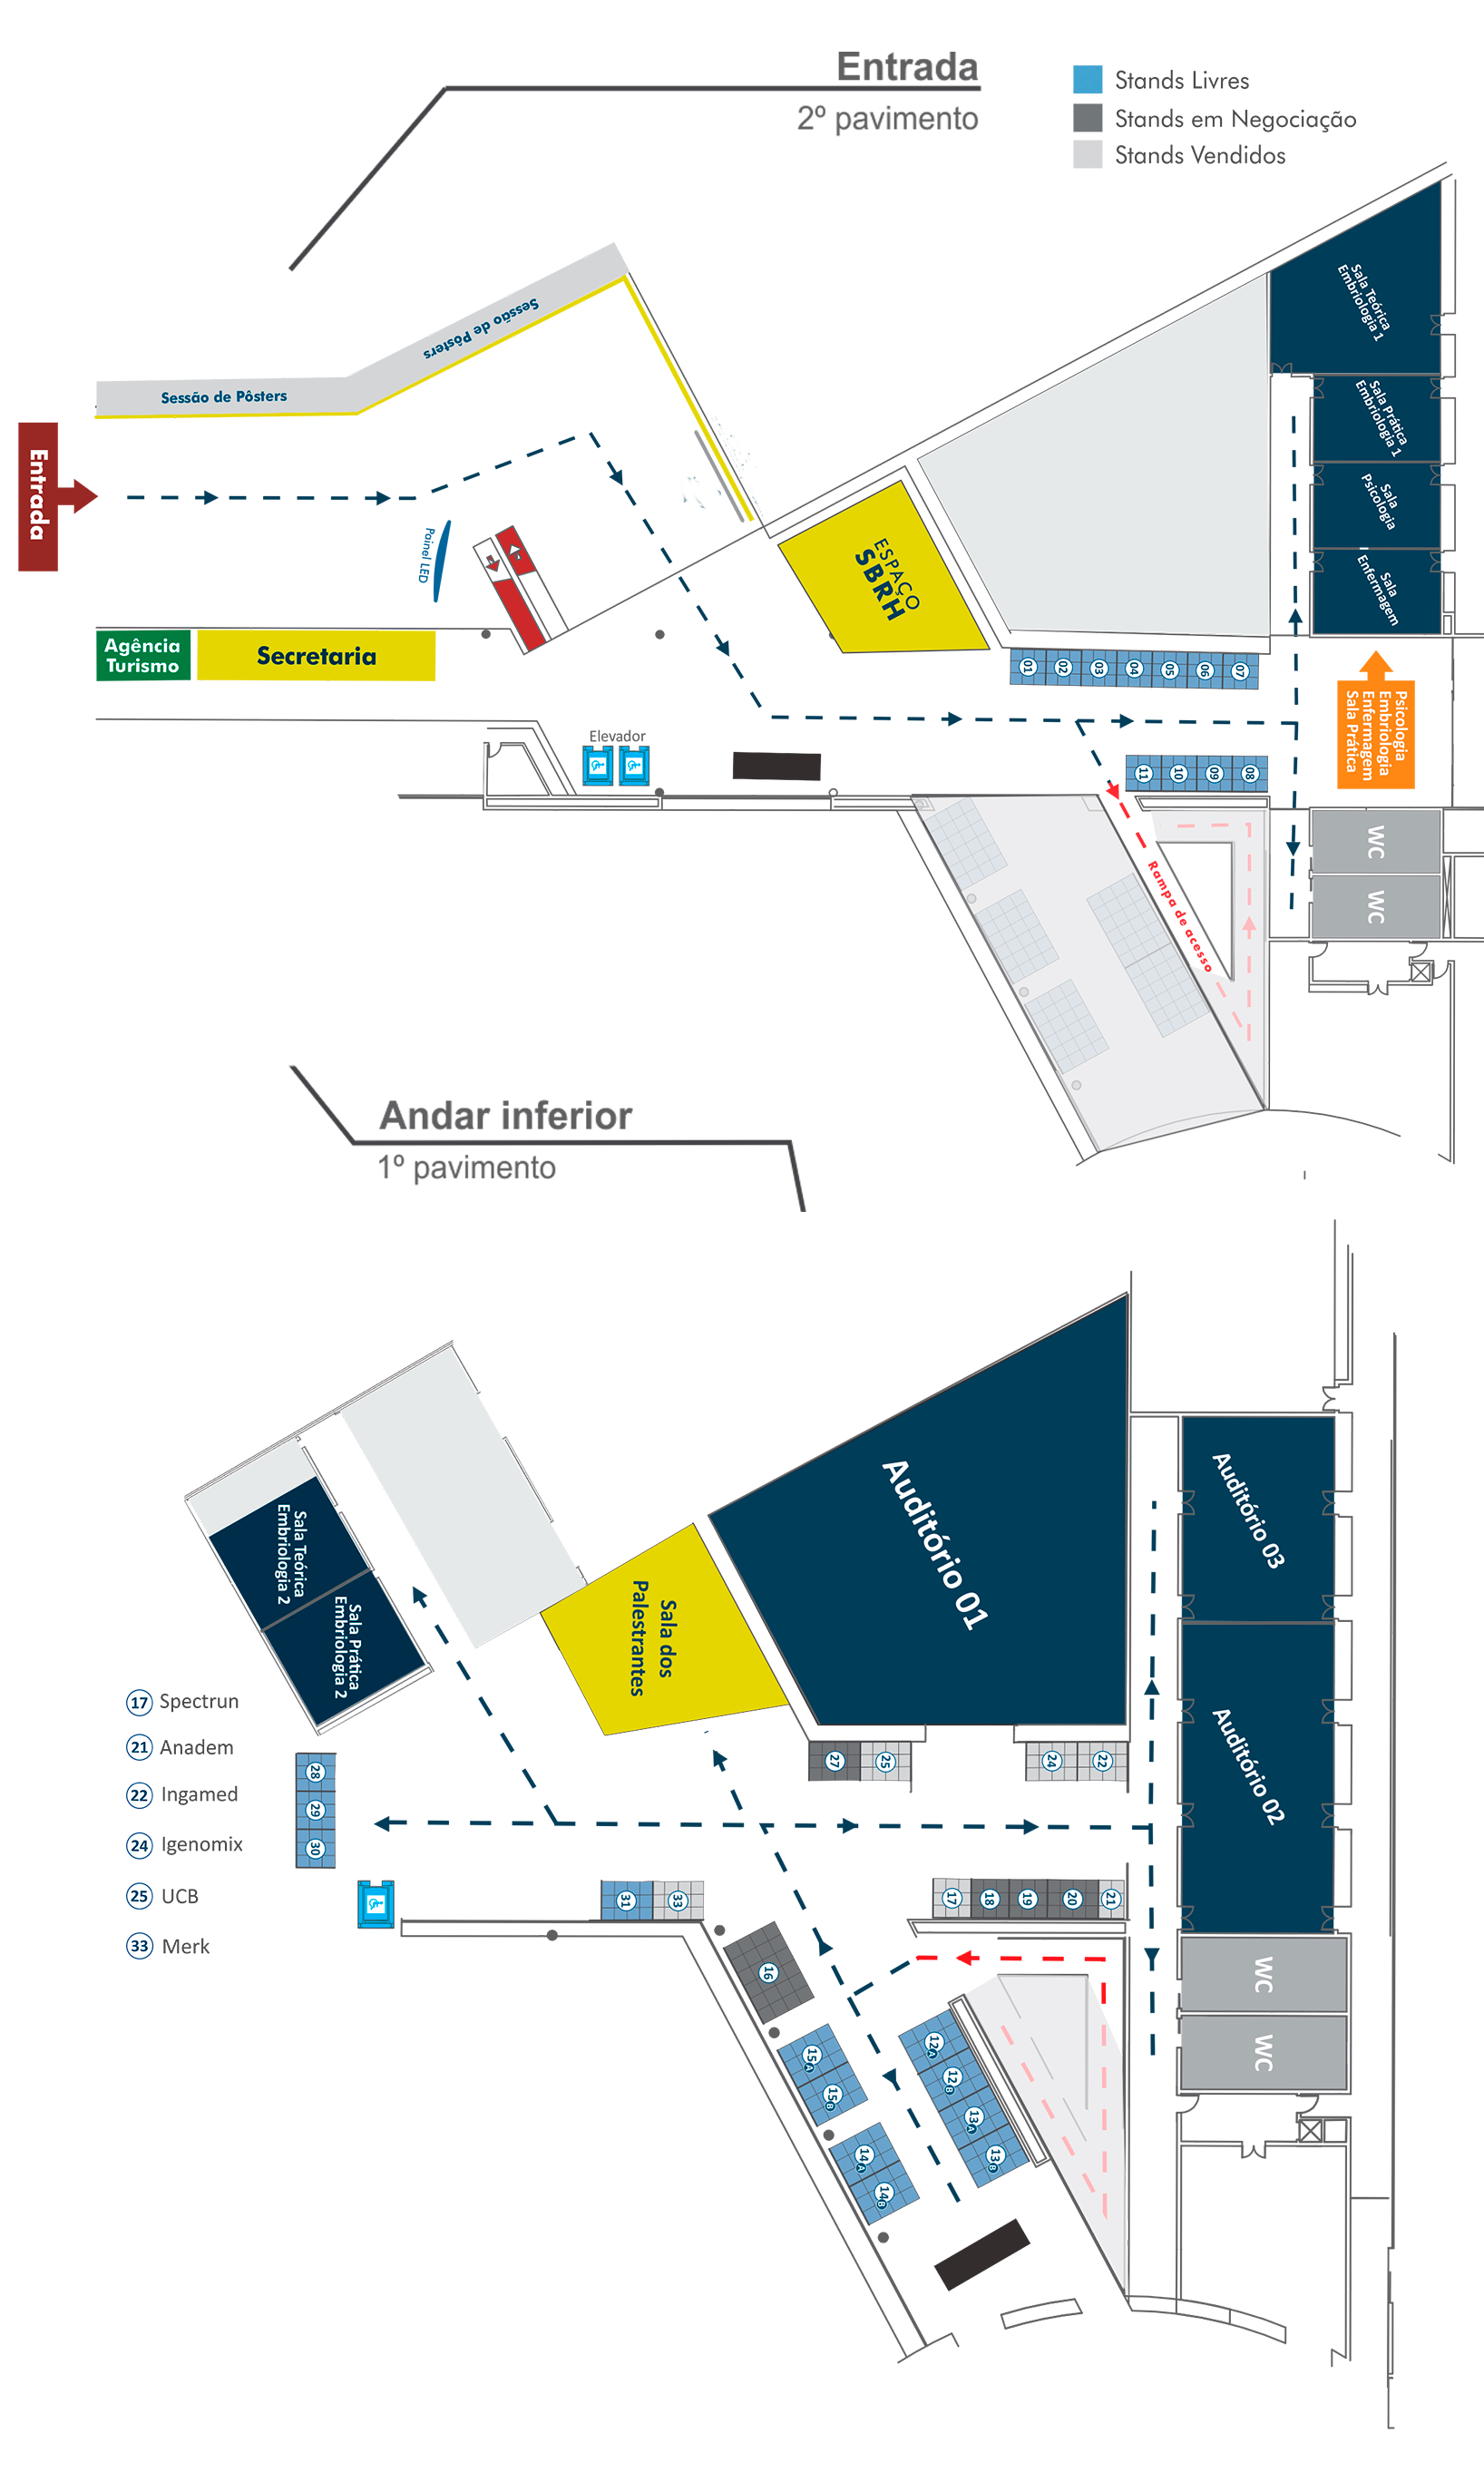 Entrada
2º pavimento
Stands Livres
Stands em Negociação
Stands Vendidos
Sessão de Pôsters
Sessão de Pôsters
Entrada
Painel LED
Agência
Turismo
Secretaria
Elevador
ESPAÇO
SBRH
01
02
03
04
05
06
07
11
10
09
08
Sala Teórica
Embriologia 1
Sala Prática
Embriologia 1
Sala
Psicologia
Sala
Enfermagem
Psicologia
Embriologia
Enfermagem
Sala Prática
WC
WC
Rampa de acesso
Andar inferior
1º pavimento
Sala Teórica
Embriologia 2
Sala Prática
Embriologia 2
Sala dos
Palestrantes
Auditório 01
Auditório 03
Auditório 02
WC
WC
17 Spectrun
21 Anadem
22 Ingamed
24 Igenomix
25 UCB
33 Merk
28
29
30
27
25
24
22
31
33
17
18
19
20
21
16
15A
15B
14A
14B
12A
12B
13A
13B